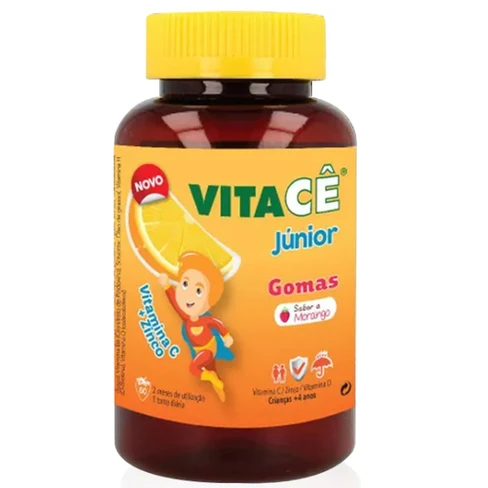 NOVO
VITACÊ®
Júnior
Gomas
Sabor a
Morango
Vitamina C
+ Zinco
60
2 meses de utilização
1 toma diária
Vitamina C / Zinco / Vitamina D
Crianças +4 anos